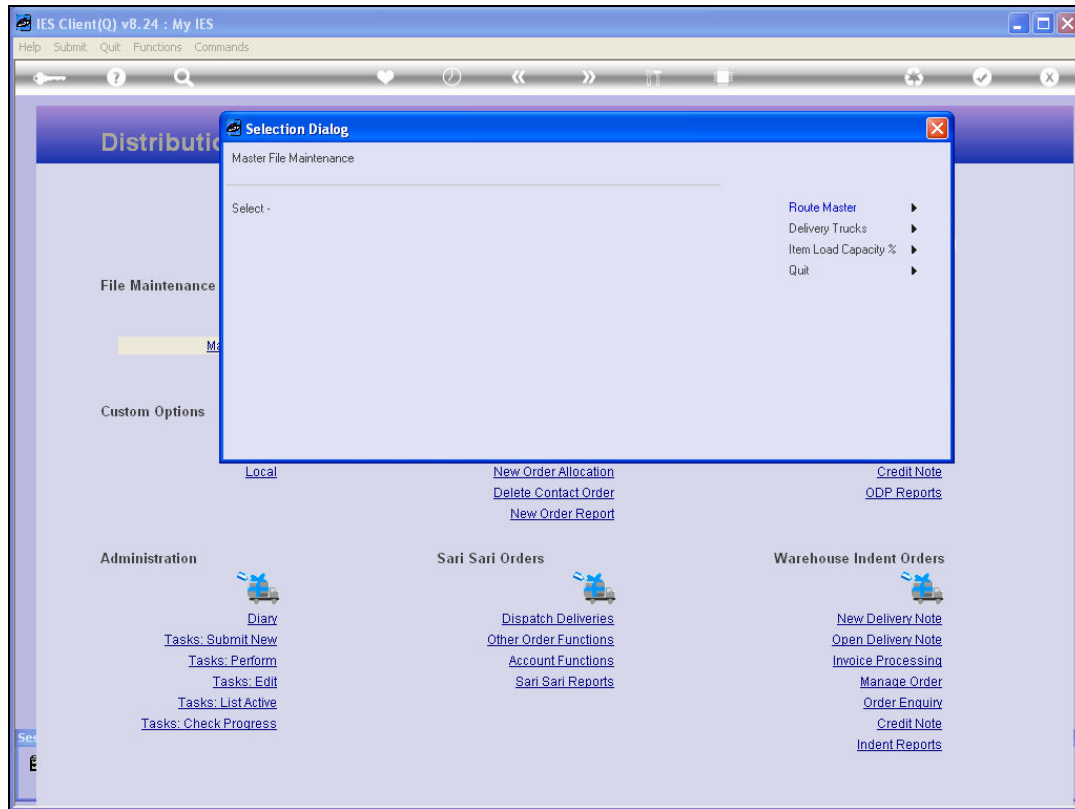 IES Client(Q) v8.24 : My IES
Help Submit Quit Functions Commands
Selection Dialog
Master File Maintenance
Select -
Route Master
Delivery Trucks
Item Load Capacity %
Quit
File Maintenance
Custom Options
Local
New Order Allocation
Credit Note
Delete Contact Order
ODP Reports
New Order Report
Administration
Sari Sari Orders
Warehouse Indent Orders
Diary
Dispatch Deliveries
New Delivery Note
Tasks: Submit New
Other Order Functions
Open Delivery Note
Tasks: Perform
Account Functions
Invoice Processing
Tasks: Edit
Sari Sari Reports
Manage Order
Tasks: List Active
Order Enquiry
Tasks: Check Progress
Credit Note
Indent Reports